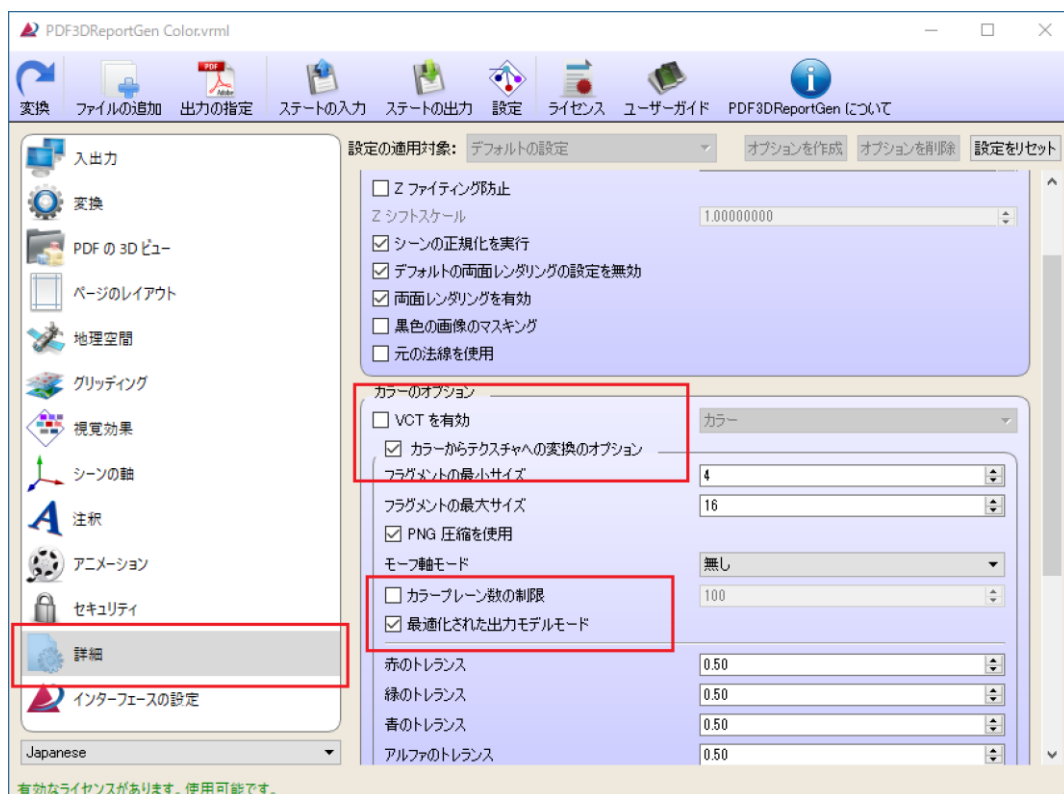 PDF3DReportGen Color.vrml
変換 ファイルの追加 出力の指定 ステートの入力 ステートの出力 設定 ライセンス ユーザーガイド PDF3DReportGen について
入出力
変換
PDF の 3D ビュー
ページのレイアウト
地理空間
グリッディング
視覚効果
シーンの軸
注釈
アニメーション
セキュリティ
詳細
インターフェースの設定
Japanese
設定の適用対象: デフォルトの設定 オプションを作成 オプションを削除 設定をリセット
Z ファイティング防止
Z シフトスケール 1.00000000
シーンの正規化を実行
デフォルトの両面レンダリングの設定を無効
両面レンダリングを有効
黒色の画像のマスキング
元の法線を使用
カラーのオプション
VCT を有効 カラー
カラーからテクスチャへの変換のオプション
フラグメントの最小サイズ 4
フラグメントの最大サイズ 16
PNG 圧縮を使用
モーフ軸モード 無し
カラープレーン数の制限 100
最適化された出力モデルモード
赤のトレランス 0.50
緑のトレランス 0.50
青のトレランス 0.50
アルファのトレランス 0.50
有効なライセンスがあります。使用可能です。